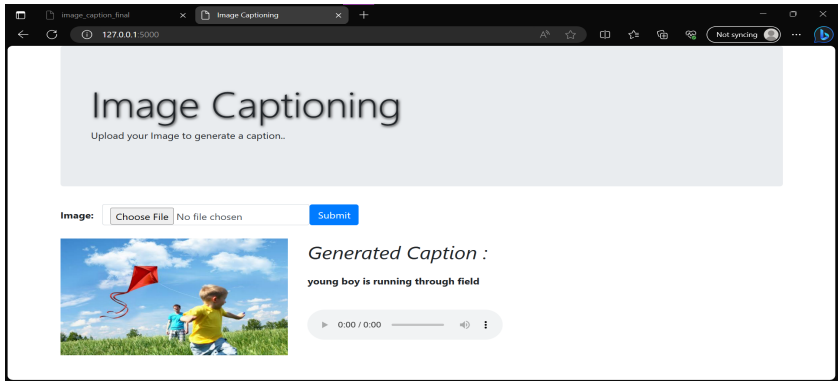 image_caption_final
Image Captioning
127.0.0.1:5000
Not syncing
Image Captioning
Upload your Image to generate a caption..
Image: Choose File No file chosen Submit
Generated Caption :
young boy is running through field
0:00 / 0:00